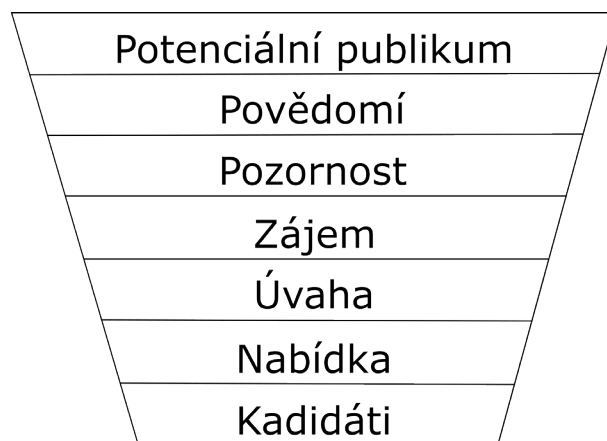 Potenciální publikum
Povědomí
Pozornost
Zájem
Úvaha
Nabídka
Kadidáti